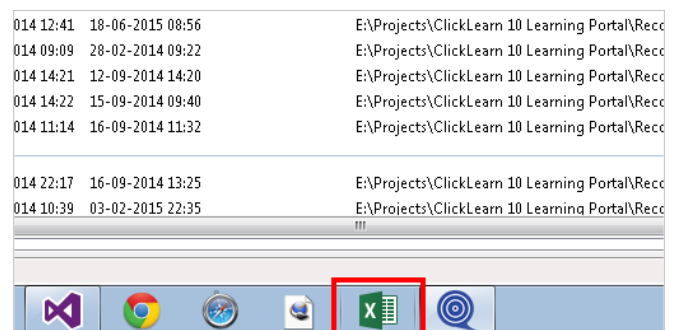 014 12:41 18-06-2015 08:56 E:\Projects\ClickLearn 10 Learning Portal\Reco
014 09:09 28-02-2014 09:22 E:\Projects\ClickLearn 10 Learning Portal\Reco
014 14:21 12-09-2014 14:20 E:\Projects\ClickLearn 10 Learning Portal\Reco
014 14:22 15-09-2014 09:40 E:\Projects\ClickLearn 10 Learning Portal\Reco
014 11:14 16-09-2014 11:32 E:\Projects\ClickLearn 10 Learning Portal\Reco
014 22:17 16-09-2014 13:25 E:\Projects\ClickLearn 10 Learning Portal\Reco
014 10:39 03-02-2015 22:35 E:\Projects\ClickLearn 10 Learning Portal\Reco
X